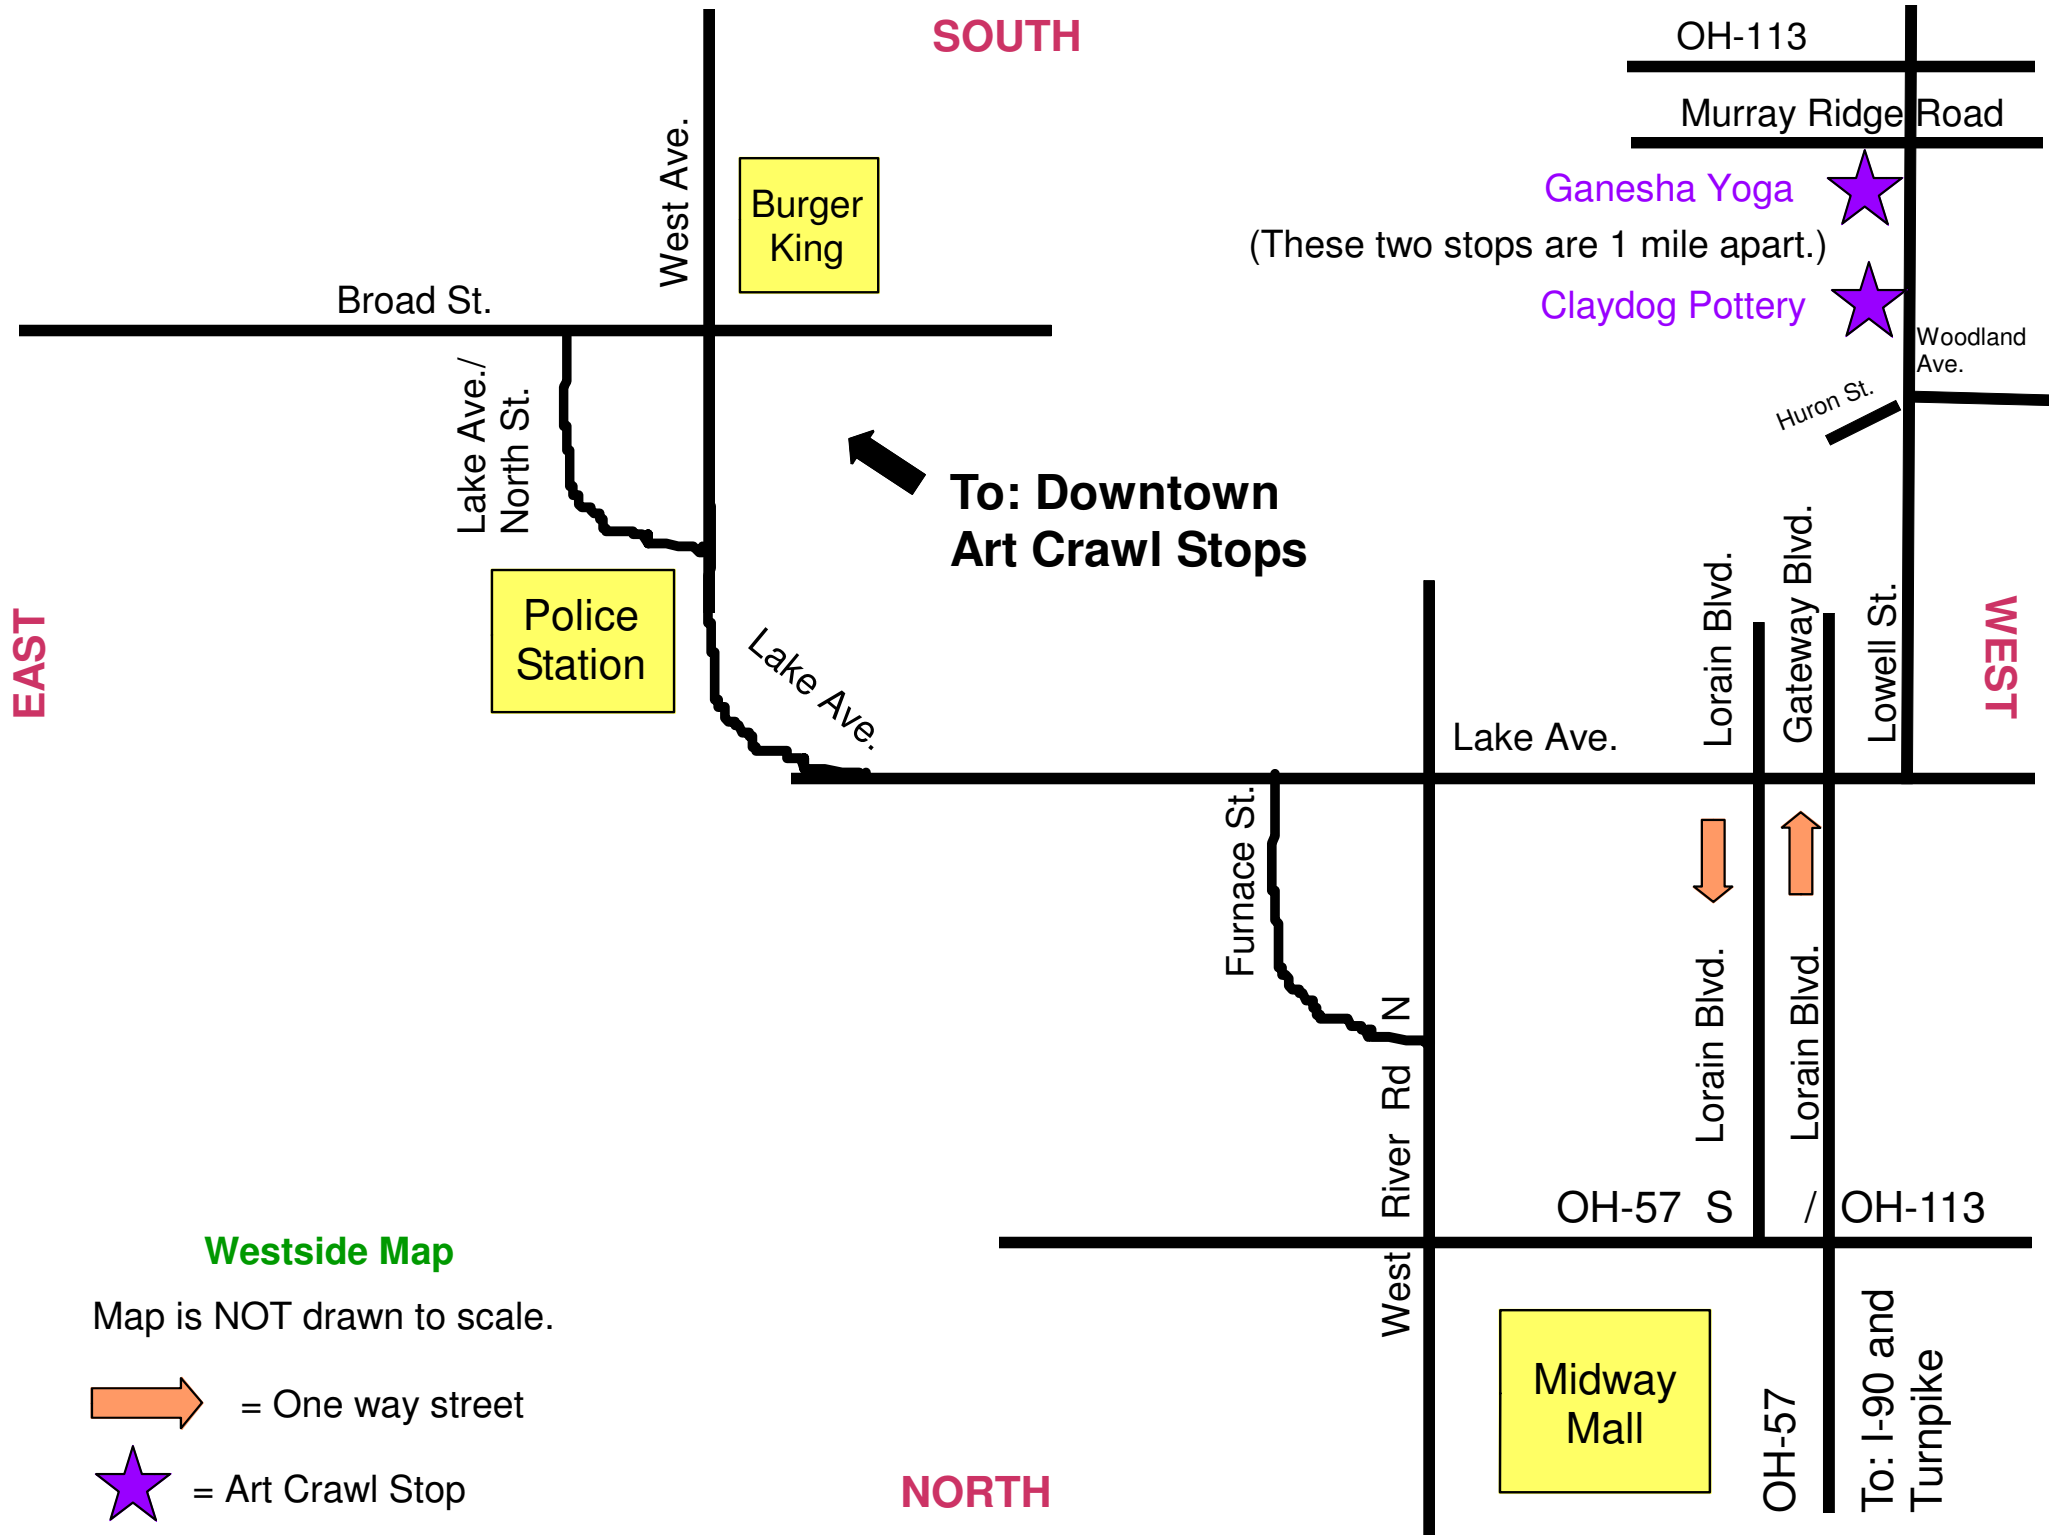 SOUTH
OH-113
Murray Ridge Road
West Ave.
Burger
King
Ganesha Yoga
(These two stops are 1 mile apart.)
Claydog Pottery
Broad St.
Woodland
Ave.
Huron St.
Lake Ave./
North St.
To: Downtown
Art Crawl Stops
EAST
Police
Station
Lake Ave.
Lorain Blvd.
Gateway Blvd.
Lowell St.
WEST
Lake Ave.
Furnace St.
West River Rd N
Lorain Blvd.
Lorain Blvd.
OH-57 S / OH-113
Westside Map
Map is NOT drawn to scale.
= One way street
= Art Crawl Stop
Midway
Mall
OH-57
To: I-90 and
Turnpike
NORTH